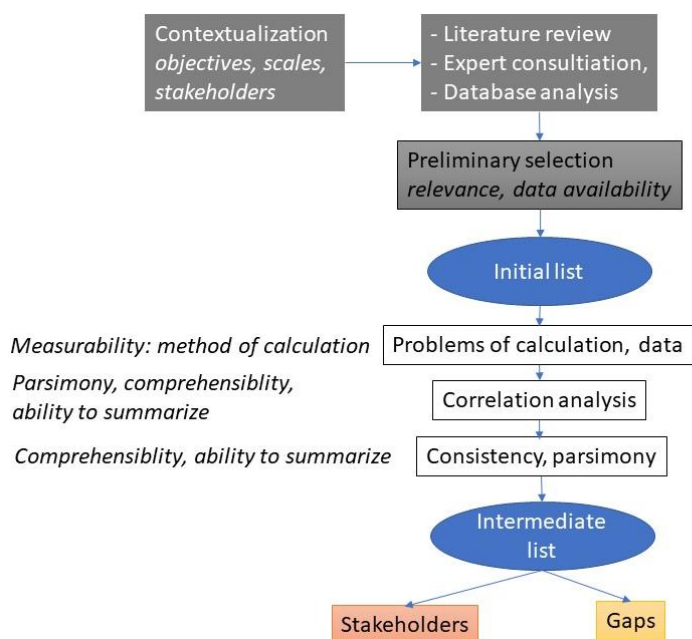 Contextualization
objectives, scales,
stakeholders
- Literature review
- Expert consultiation,
- Database analysis
Preliminary selection
relevance, data availability
Initial list
Measurability: method of calculation
Problems of calculation, data
Parsimony, comprehensiblity,
ability to summarize
Correlation analysis
Comprehensiblity, ability to summarize
Consistency, parsimony
Intermediate
list
Stakeholders
Gaps